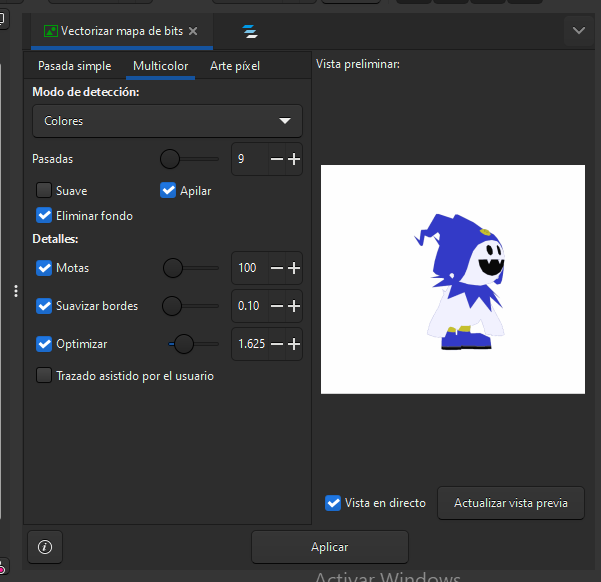 Vectorizar mapa de bits
Pasada simple Multicolor Arte píxel
Vista preliminar:
Modo de detección:
Colores
Pasadas 9
Suave Apilar
Eliminar fondo
Detalles:
Motas 100
Suavizar bordes 0.10
Optimizar 1.625
Trazado asistido por el usuario
Vista en directo Actualizar vista previa
Aplicar
Activar Windows